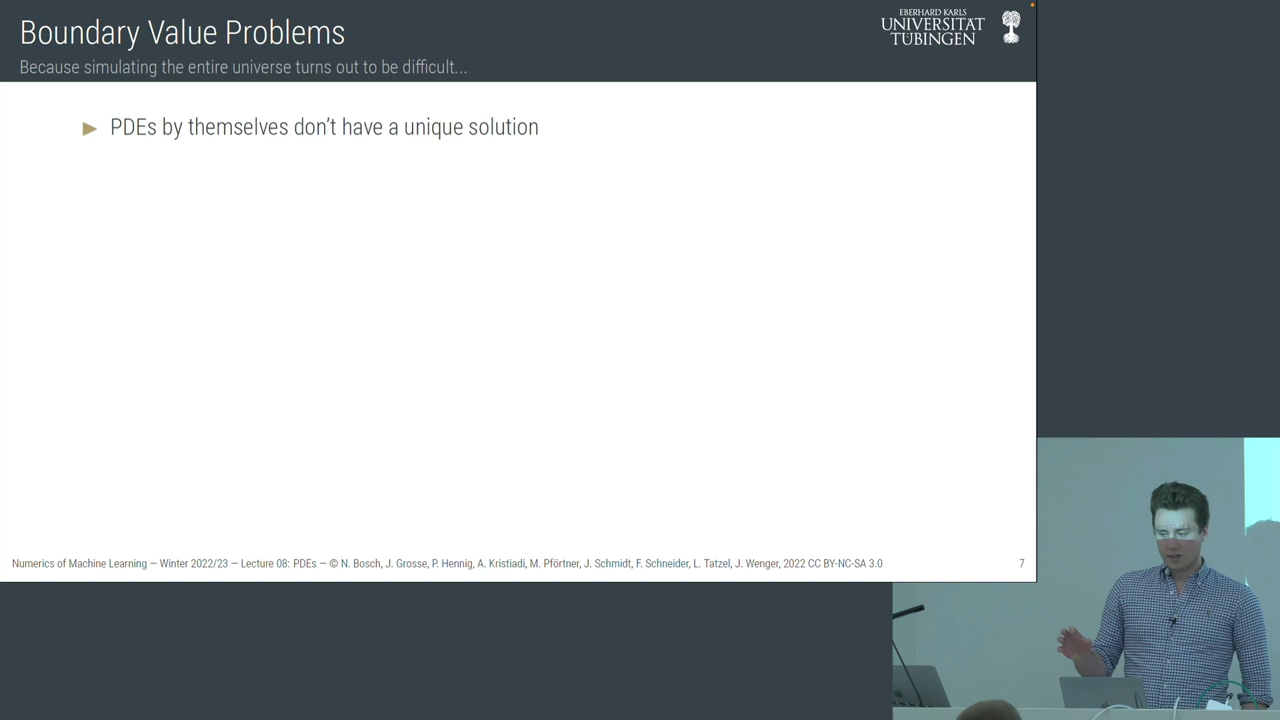 Boundary Value Problems
Because simulating the entire universe turns out to be difficult...
EBERHARD KARLS
UNIVERSITÄT
TÜBINGEN
► PDEs by themselves don't have a unique solution
Numerics of Machine Learning — Winter 2022/23 — Lecture 08: PDEs — © N. Bosch, J. Grosse, P. Hennig, A. Kristiadi, M. Pförtner, J. Schmidt, F. Schneider, L. Tatzel, J. Wenger, 2022 CC BY-NC-SA 3.0
7